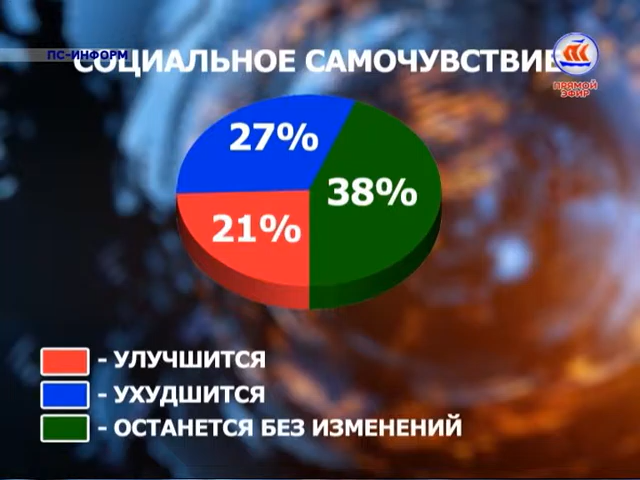 ПС-ИНФОРМ
СОЦИАЛЬНОЕ САМОЧУВСТВИЕ
ПРЯМОЙ
ЭФИР
27%
38%
21%
- УЛУЧШИТСЯ
- УХУДШИТСЯ
- ОСТАНЕТСЯ БЕЗ ИЗМЕНЕНИЙ